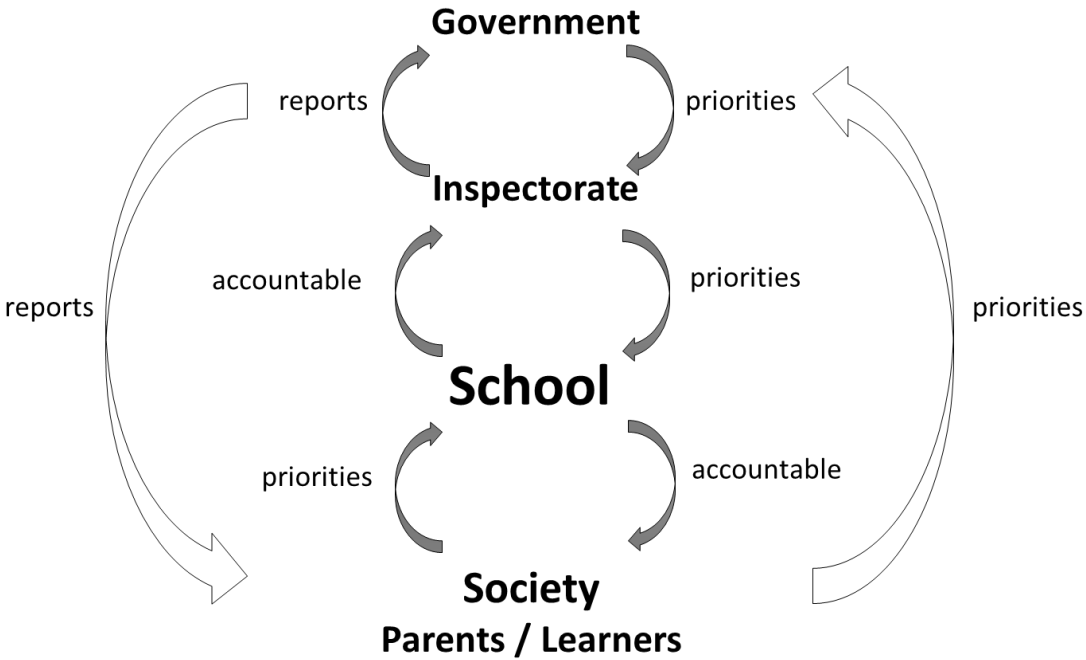 Government
reports
priorities
Inspectorate
accountable
priorities
reports
priorities
School
priorities
accountable
Society
Parents / Learners